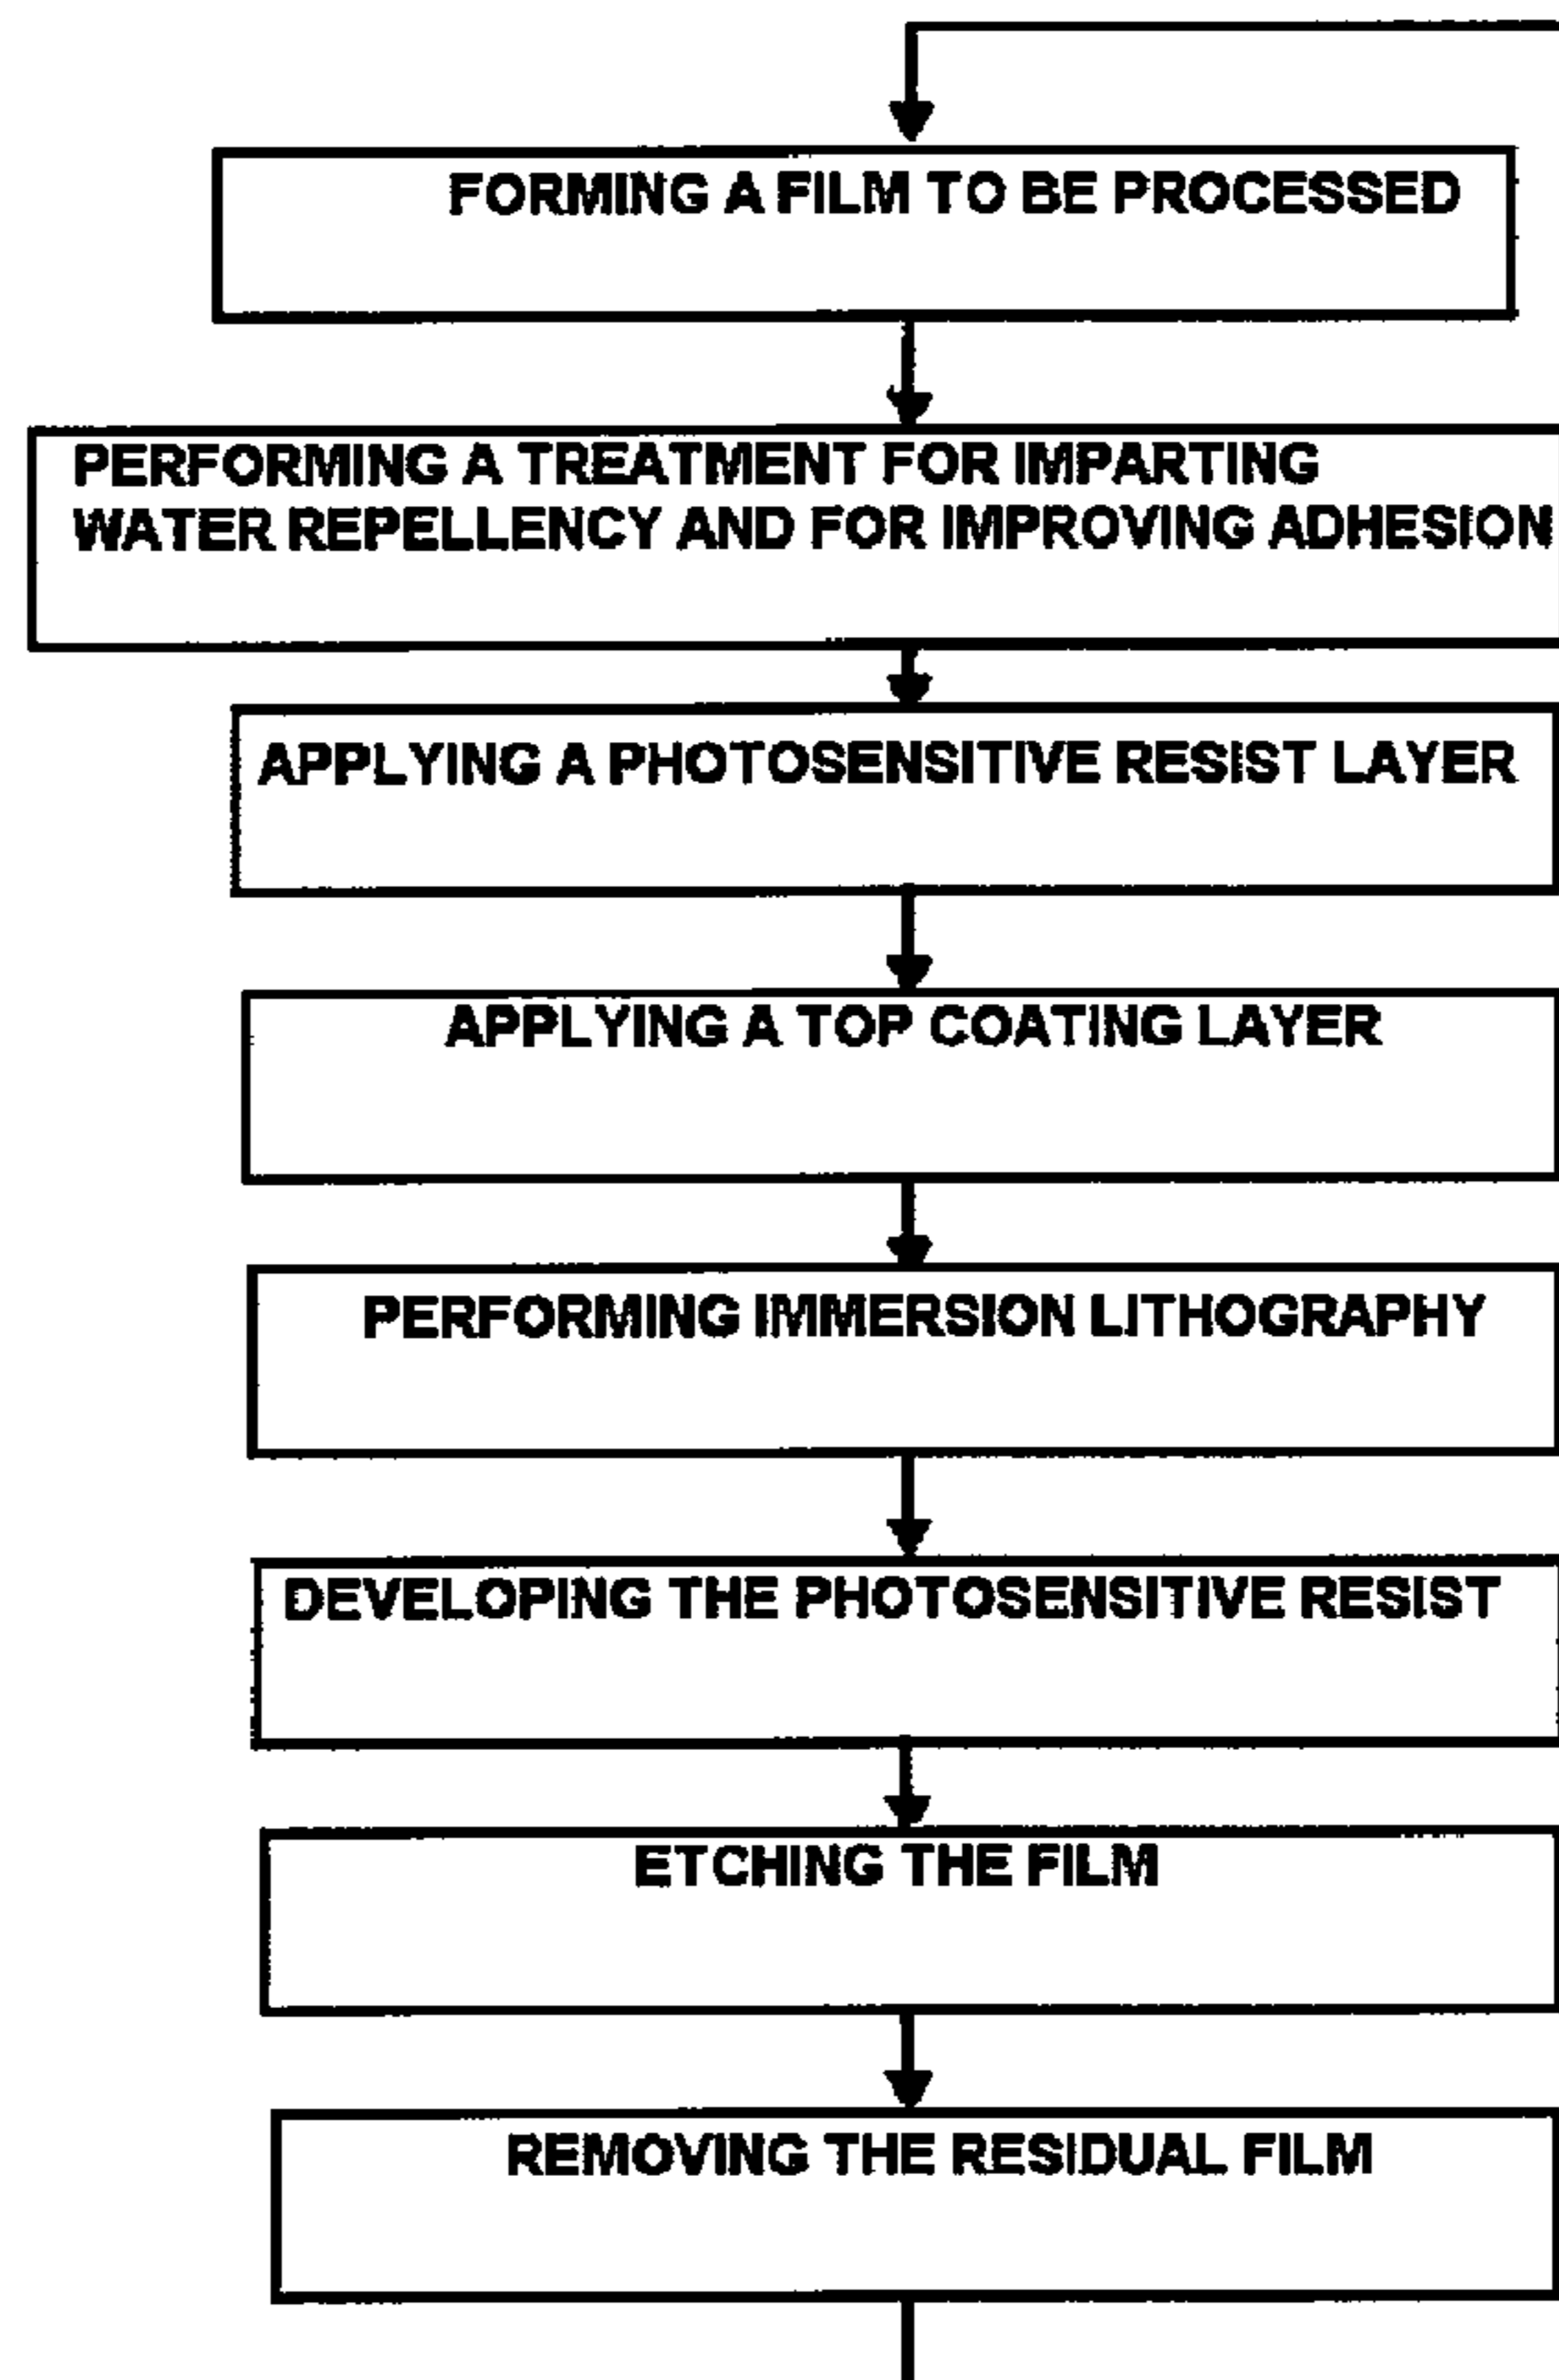 FORMING A FILM TO BE PROCESSED
PERFORMING A TREATMENT FOR IMPARTING
WATER REPELLENCY AND FOR IMPROVING ADHESION
APPLYING A PHOTOSENSITIVE RESIST LAYER
APPLYING A TOP COATING LAYER
PERFORMING IMMERSION LITHOGRAPHY
DEVELOPING THE PHOTOSENSITIVE RESIST
ETCHING THE FILM
REMOVING THE RESIDUAL FILM